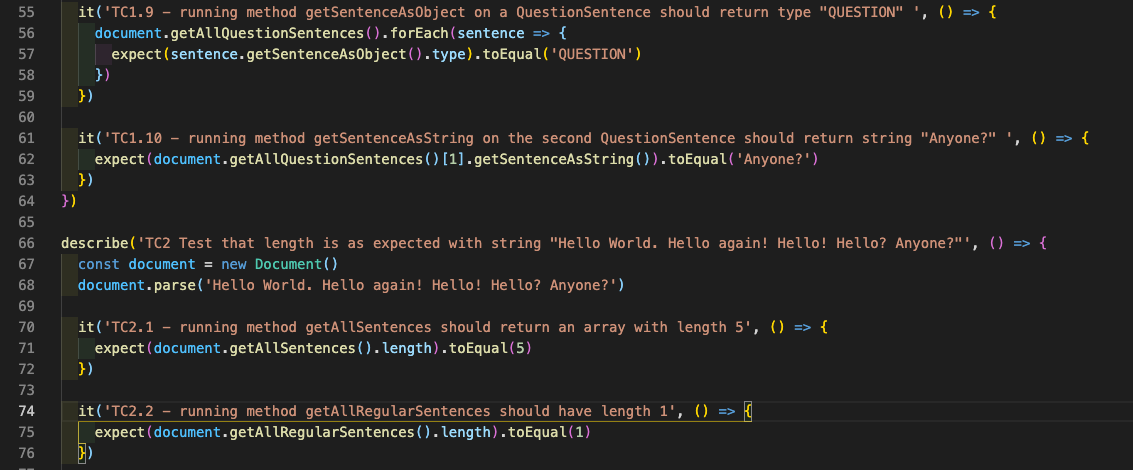 55 it('TC1.9 – running method getSentenceAsObject on a QuestionSentence should return type "QUESTION" ', () => {
56 document.getAllQuestionSentences().forEach(sentence => {
57 expect(sentence.getSentenceAsObject().type).toEqual('QUESTION')
58 })
59 })
60
61 it('TC1.10 – running method getSentenceAsString on the second QuestionSentence should return string "Anyone?" ', () => {
62 expect(document.getAllQuestionSentences()[1].getSentenceAsString()).toEqual('Anyone?')
63 })
64 })
65
66 describe('TC2 Test that length is as expected with string "Hello World. Hello again! Hello! Hello? Anyone?"', () => {
67 const document = new Document()
68 document.parse('Hello World. Hello again! Hello! Hello? Anyone?')
69
70 it('TC2.1 – running method getAllSentences should return an array with length 5', () => {
71 expect(document.getAllSentences().length).toEqual(5)
72 })
73
74 it('TC2.2 – running method getAllRegularSentences should have length 1', () => {
75 expect(document.getAllRegularSentences().length).toEqual(1)
76 })